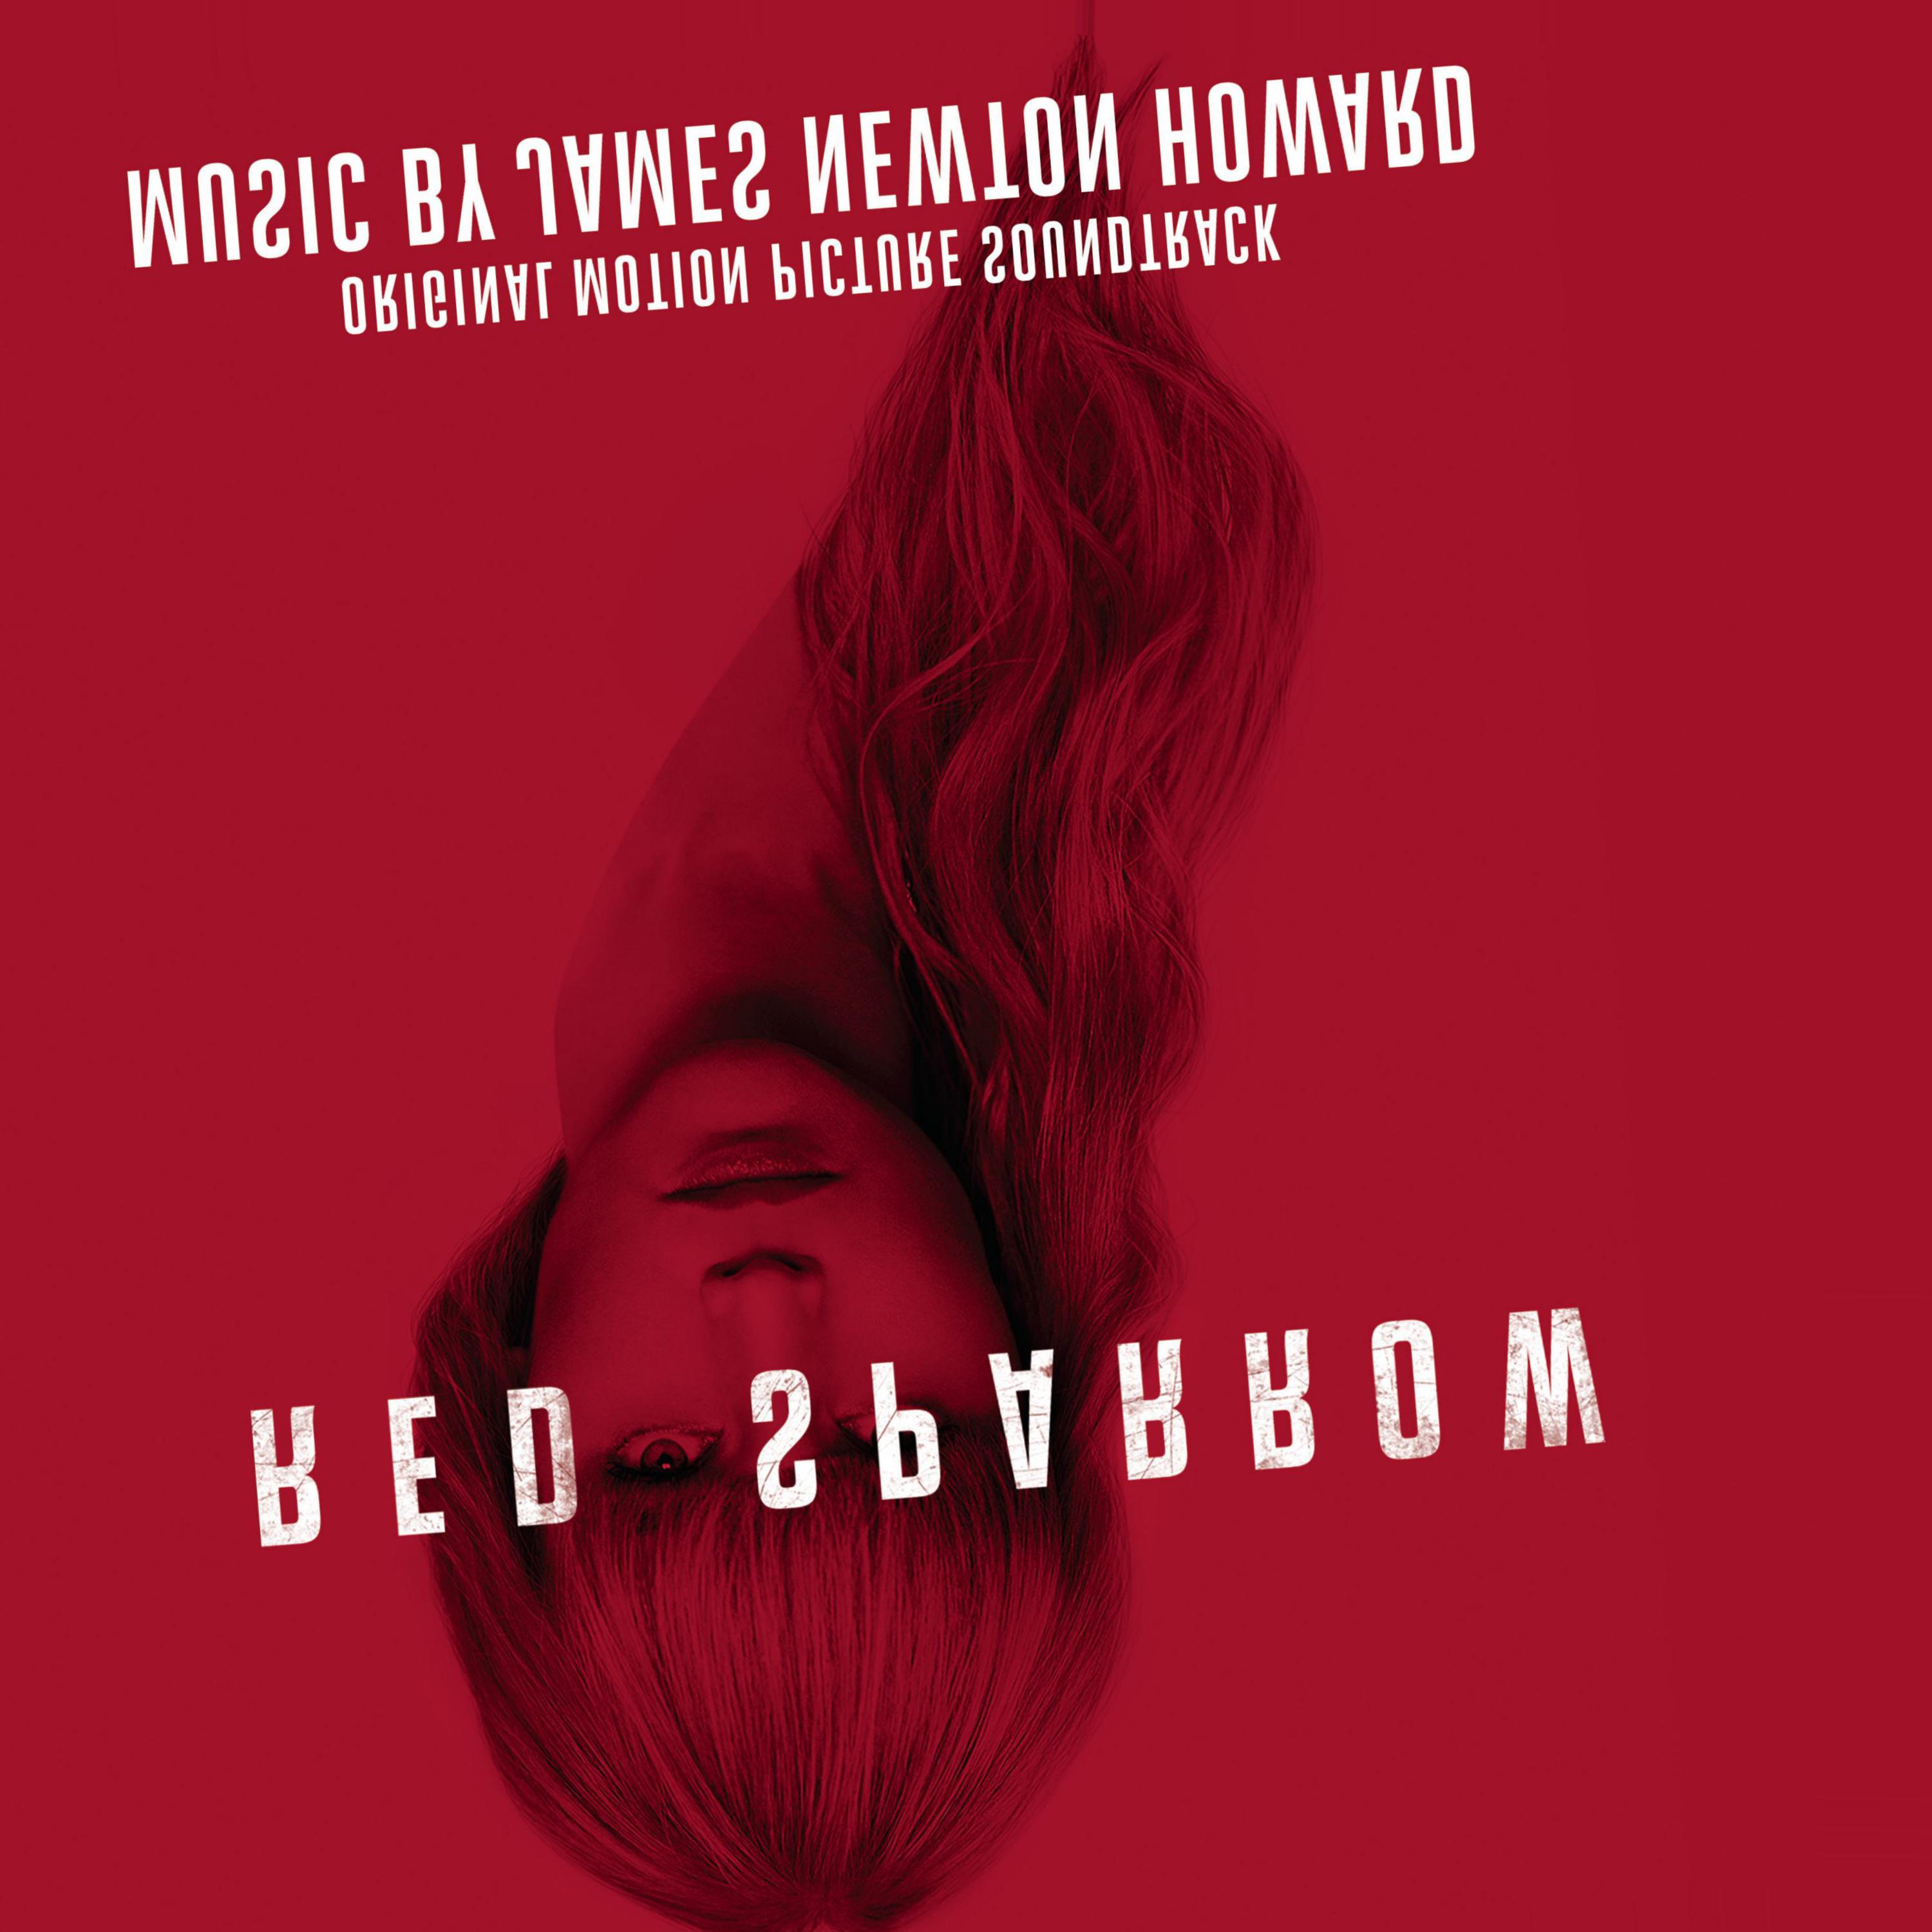 RED SPARROW
ORIGINAL MOTION PICTURE SOUNDTRACK
MUSIC BY JAMES NEWTON HOWARD